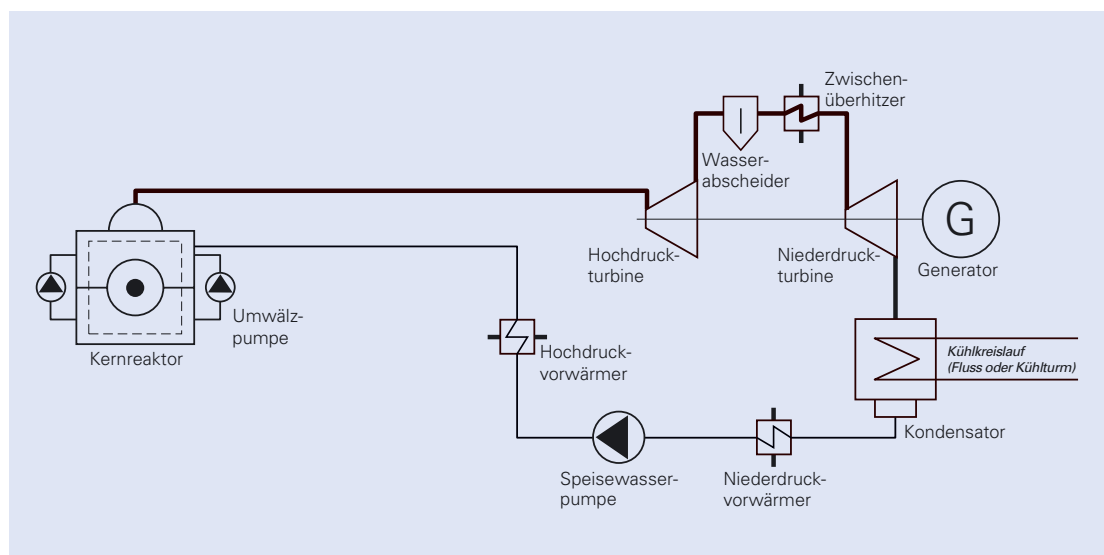 Zwischen-
überhitzer
Wasser-
abscheider
G
Hochdruck-
turbine
Niederdruck-
turbine
Generator
Umwälz-
pumpe
Kernreaktor
Hochdruck-
vorwärmer
Kühlkreislauf
(Fluss oder Kühlturm)
Kondensator
Speisewasser-
pumpe
Niederdruck-
vorwärmer